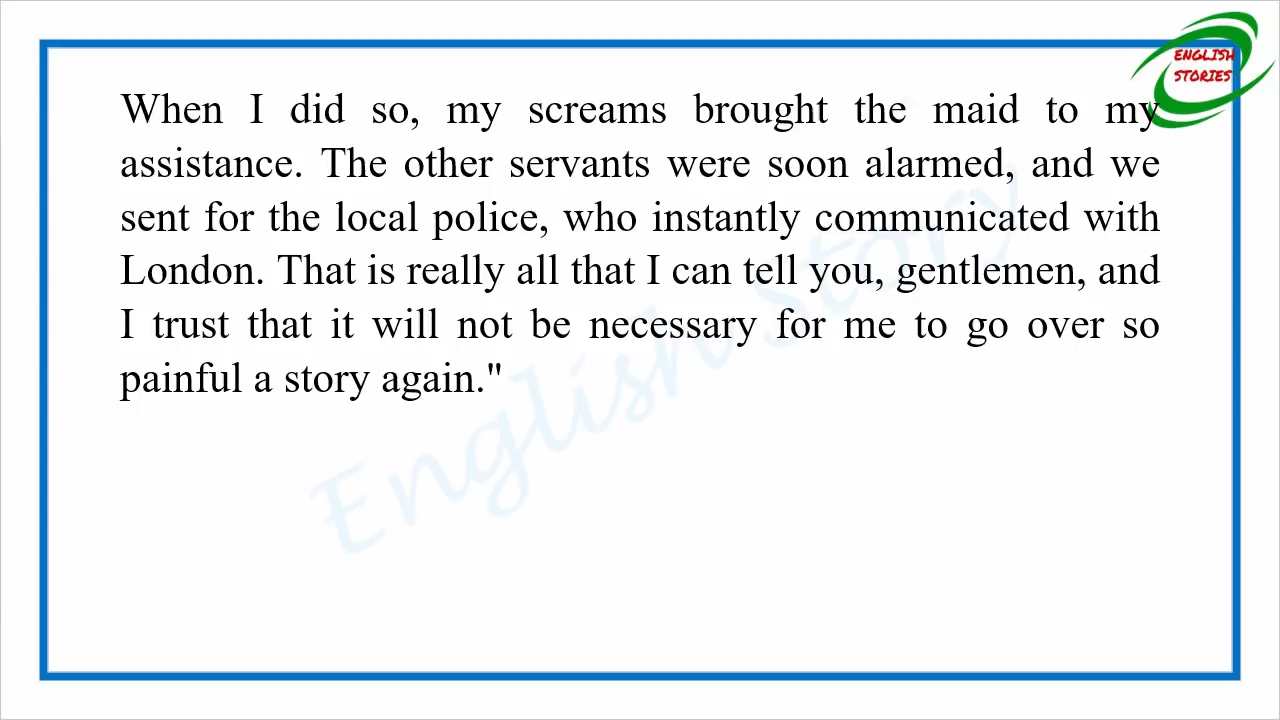 ENGLISH
STORIES
When I did so, my screams brought the maid to my
assistance. The other servants were soon alarmed, and we
sent for the local police, who instantly communicated with
London. That is really all that I can tell you, gentlemen, and
I trust that it will not be necessary for me to go over so
painful a story again."
English Story